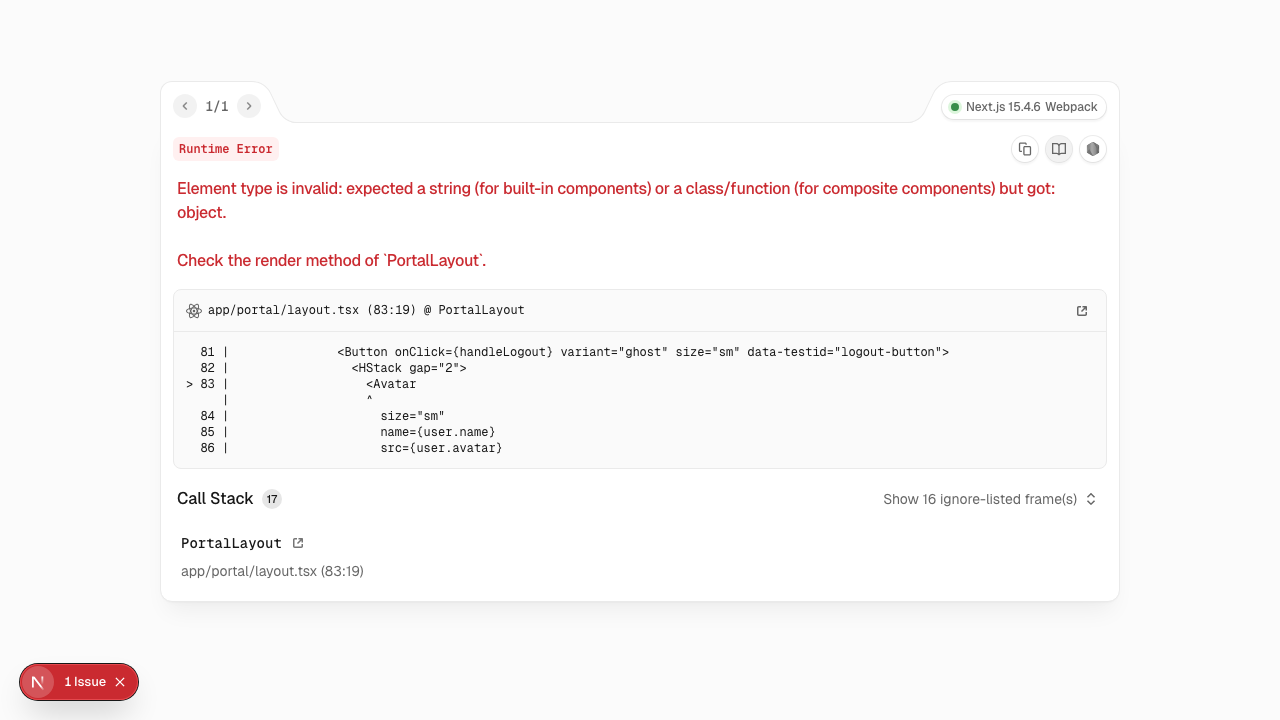 1/1
Next.js 15.4.6 Webpack
Runtime Error
Element type is invalid: expected a string (for built-in components) or a class/function (for composite components) but got:
object.
Check the render method of `PortalLayout`.
app/portal/layout.tsx (83:19) @ PortalLayout
  81 |               <Button onClick={handleLogout} variant="ghost" size="sm" data-testid="logout-button">
  82 |                 <HStack gap="2">
> 83 |                   <Avatar
     |                   ^
  84 |                     size="sm"
  85 |                     name={user.name}
  86 |                     src={user.avatar}
Call Stack 17
Show 16 ignore-listed frame(s)
PortalLayout
app/portal/layout.tsx (83:19)
N 1 Issue